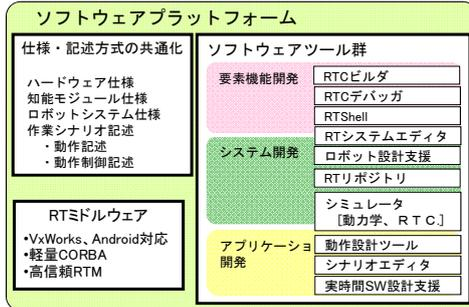 ソフトウェアプラットフォーム
仕様・記述方式の共通化
ハードウェア仕様
知能モジュール仕様
ロボットシステム仕様
作業シナリオ記述
・動作記述
・動作制御記述
RTミドルウェア
•VxWorks、Android対応
•軽量CORBA
•高信頼RTM
ソフトウェアツール群
要素機能開発
RTCビルダ
RTCデバッガ
RTShell
RTシステムエディタ
システム開発
ロボット設計支援
RTリポジトリ
シミュレータ
[動力学、ＲＴＣ.]
アプリケーショ
開発
動作設計ツール
シナリオエディタ
実時間SW設計支援